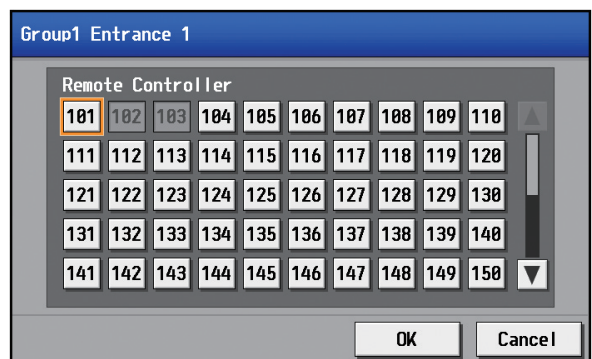 Group1 Entrance 1
Remote Controller
101 102 103 104 105 106 107 108 109 110
111 112 113 114 115 116 117 118 119 120
121 122 123 124 125 126 127 128 129 130
131 132 133 134 135 136 137 138 139 140
141 142 143 144 145 146 147 148 149 150
OK Cancel